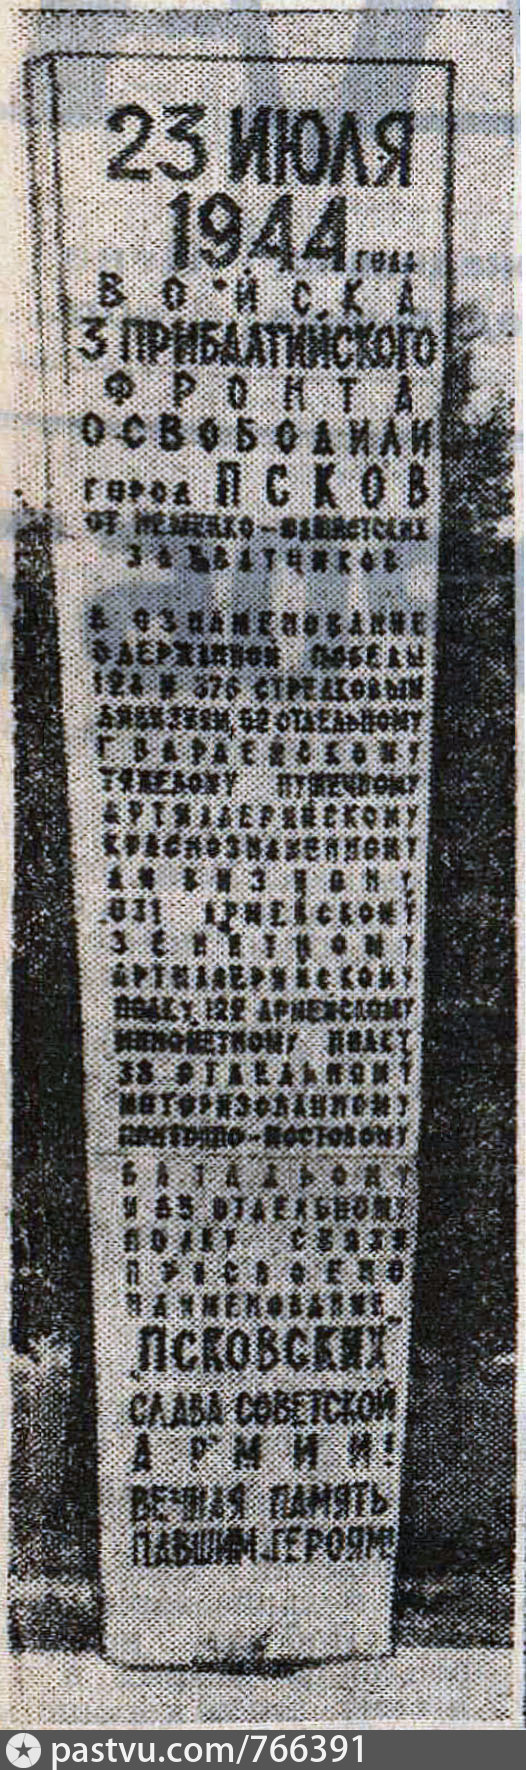 23 ИЮЛЯ
1944 года
ВОЙСКА
3 ПРИБАЛТИЙСКОГО
ФРОНТА
ОСВОБОДИЛИ
город ПСКОВ
ОТ НЕМЕЦКО-ФАШИСТСКИХ
ЗАХВАТЧИКОВ
В ОЗНАМЕНОВАНИЕ
ОДЕРЖАННОЙ ПОБЕДЫ
128 И 376 СТРЕЛКОВЫМ
ДИВИЗИЯМ, 52 ОТДЕЛЬНОМУ
ГВАРДЕЙСКОМУ
ТЯЖЕЛОМУ ПУШЕЧНОМУ
АРТИЛЛЕРИЙСКОМУ
КРАСНОЗНАМЕННОМУ
ДИВИЗИОНУ
631 АРМЕЙСКОМУ
ЗЕНИТНОМУ
АРТИЛЛЕРИЙСКОМУ
ПОЛКУ, 122 АРМЕЙСКОМУ
МИНОМЕТНОМУ ПОЛКУ
38 ОТДЕЛЬНОМУ
МОТОРИЗОВАННОМУ
ПОНТОННО-МОСТОВОМУ
БАТАЛЬОНУ
И 85 ОТДЕЛЬНОМУ
ПОЛКУ СВЯЗИ
ПРИСВОЕНО
НАИМЕНОВАНИЕ
„ПСКОВСКИХ"
СЛАВА СОВЕТСКОЙ
АРМИИ!
ВЕЧНАЯ ПАМЯТЬ
ПАВШИМ ГЕРОЯМ!
pastvu.com/766391